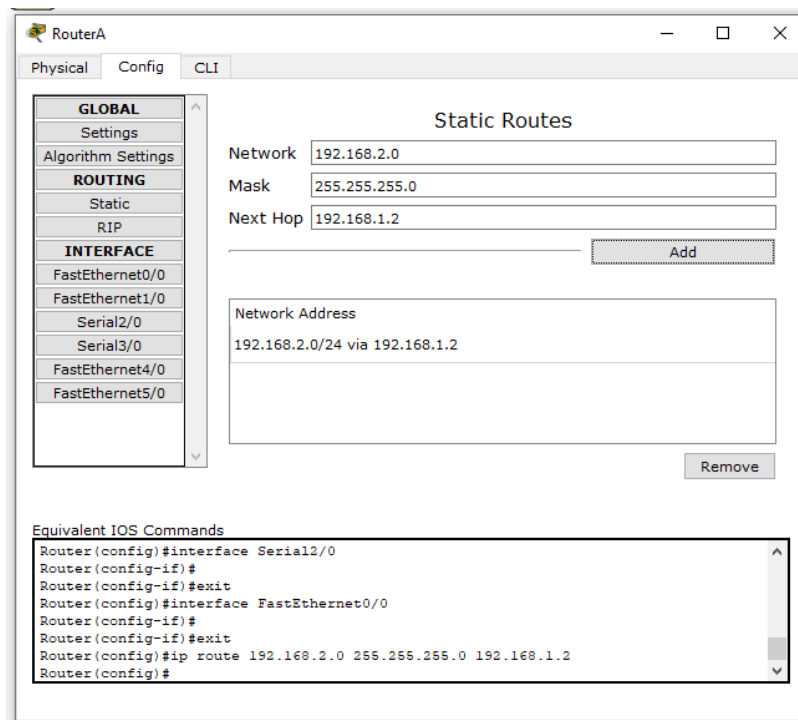 RouterA
Physical Config CLI
GLOBAL
Settings
Algorithm Settings
ROUTING
Static
RIP
INTERFACE
FastEthernet0/0
FastEthernet1/0
Serial2/0
Serial3/0
FastEthernet4/0
FastEthernet5/0
Static Routes
Network 192.168.2.0
Mask 255.255.255.0
Next Hop 192.168.1.2
Add
Network Address
192.168.2.0/24 via 192.168.1.2
Remove
Equivalent IOS Commands
Router(config)#interface Serial2/0
Router(config-if)#
Router(config-if)#exit
Router(config)#interface FastEthernet0/0
Router(config-if)#
Router(config-if)#exit
Router(config)#ip route 192.168.2.0 255.255.255.0 192.168.1.2
Router(config)#